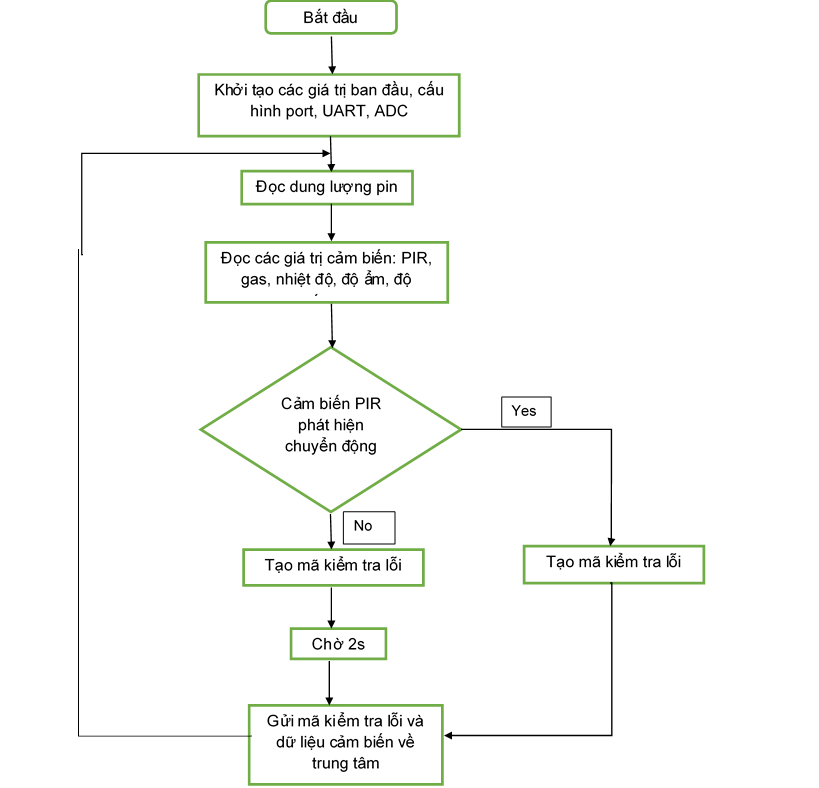 Bắt đầu
Khởi tạo các giá trị ban đầu, cấu
hình port, UART, ADC
Đọc dung lượng pin
Đọc các giá trị cảm biến: PIR,
gas, nhiệt độ, độ ẩm, độ
Cảm biến PIR
phát hiện
chuyển động
Yes
No
Tạo mã kiểm tra lỗi
Tạo mã kiểm tra lỗi
Chờ 2s
Gửi mã kiểm tra lỗi và
dữ liệu cảm biến về
trung tâm